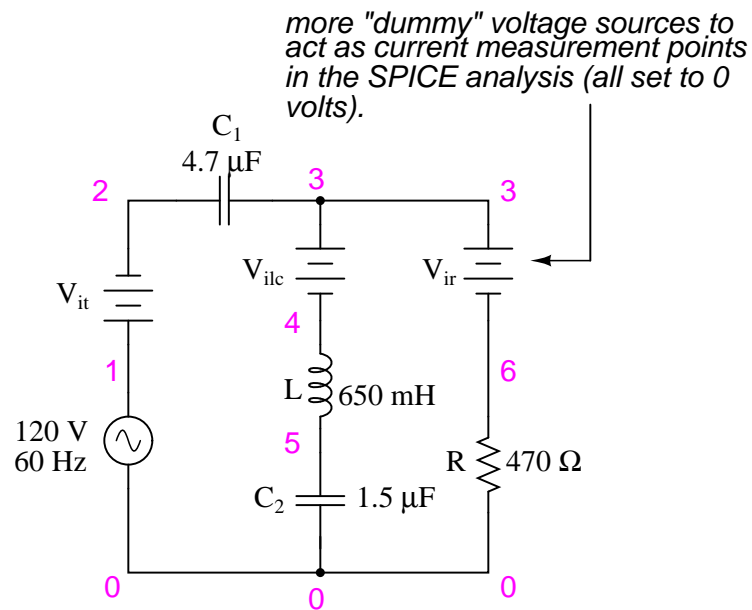 more "dummy" voltage sources to
act as current measurement points
in the SPICE analysis (all set to 0
volts).
C₁
4.7 μF
2
3
3
Vit
Vilc
Vir
4
1
6
L
650 mH
120 V
60 Hz
5
R
470 Ω
C₂
1.5 μF
0
0
0